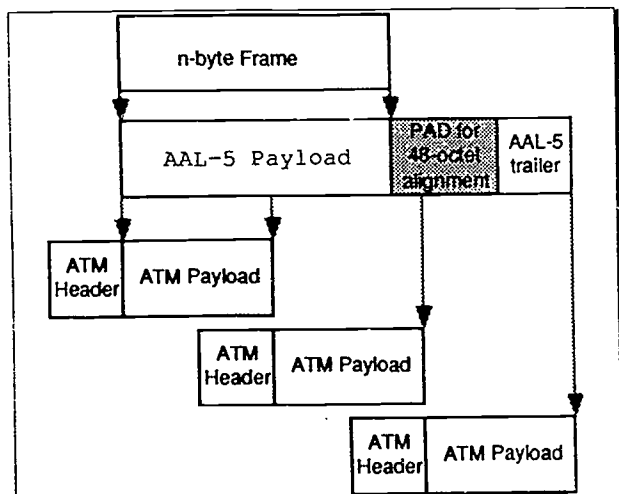 n-byte Frame
AAL-5 Payload
PAD for
48-octet
alignment
AAL-5
trailer
ATM
Header
ATM Payload
ATM
Header
ATM Payload
ATM
Header
ATM Payload